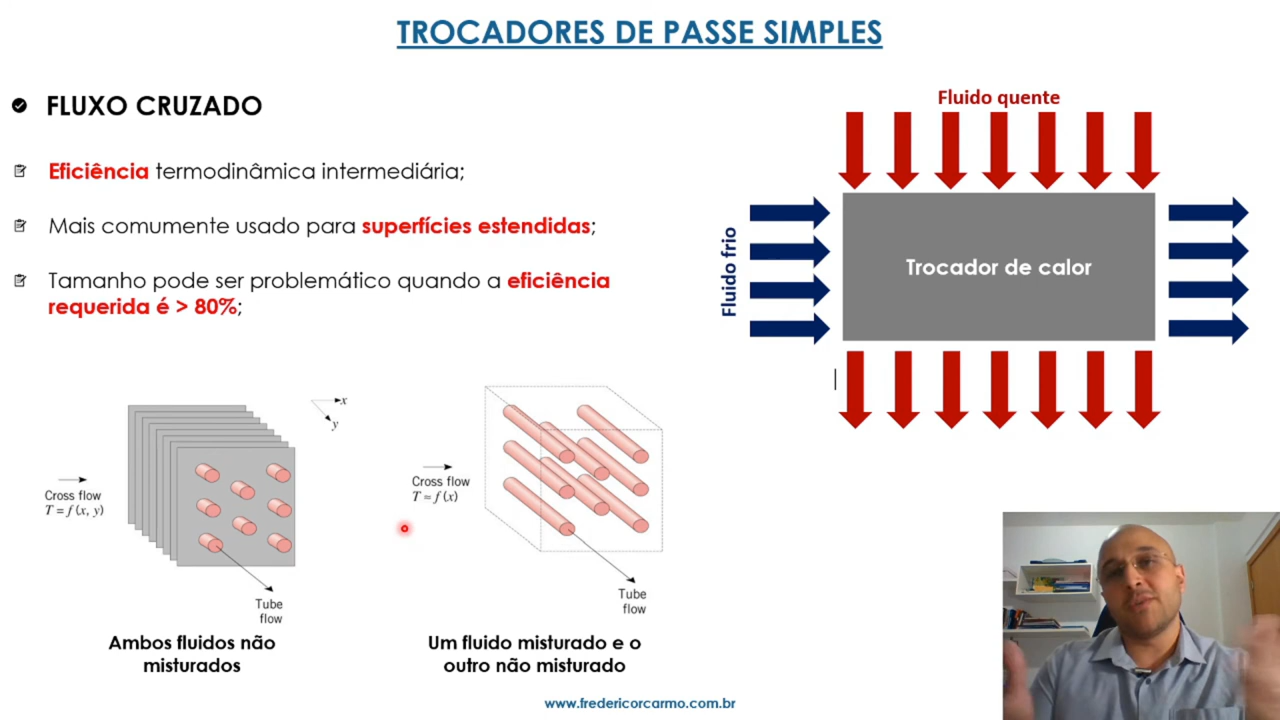 TROCADORES DE PASSE SIMPLES
FLUXO CRUZADO
Eficiência termodinâmica intermediária;
Mais comumente usado para superfícies estendidas;
Tamanho pode ser problemático quando a eficiência
requerida é > 80%;
Fluido quente
Fluido frio
Trocador de calor
x
y
Cross flow
T = f (x, y)
Tube
flow
Ambos fluidos não
misturados
Cross flow
T ≈ f (x)
Tube
flow
Um fluido misturado e o
outro não misturado
www.fredericorcarmo.com.br